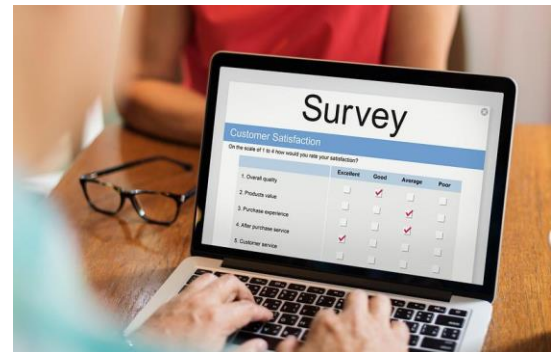 Survey
Customer Satisfaction
On the scale of 1 to 4 how would you rate your satisfaction?
Excellent Good Average Poor
1. Overall quality
2. Products value
3. Purchase experience
4. After purchase service
5. Customer service